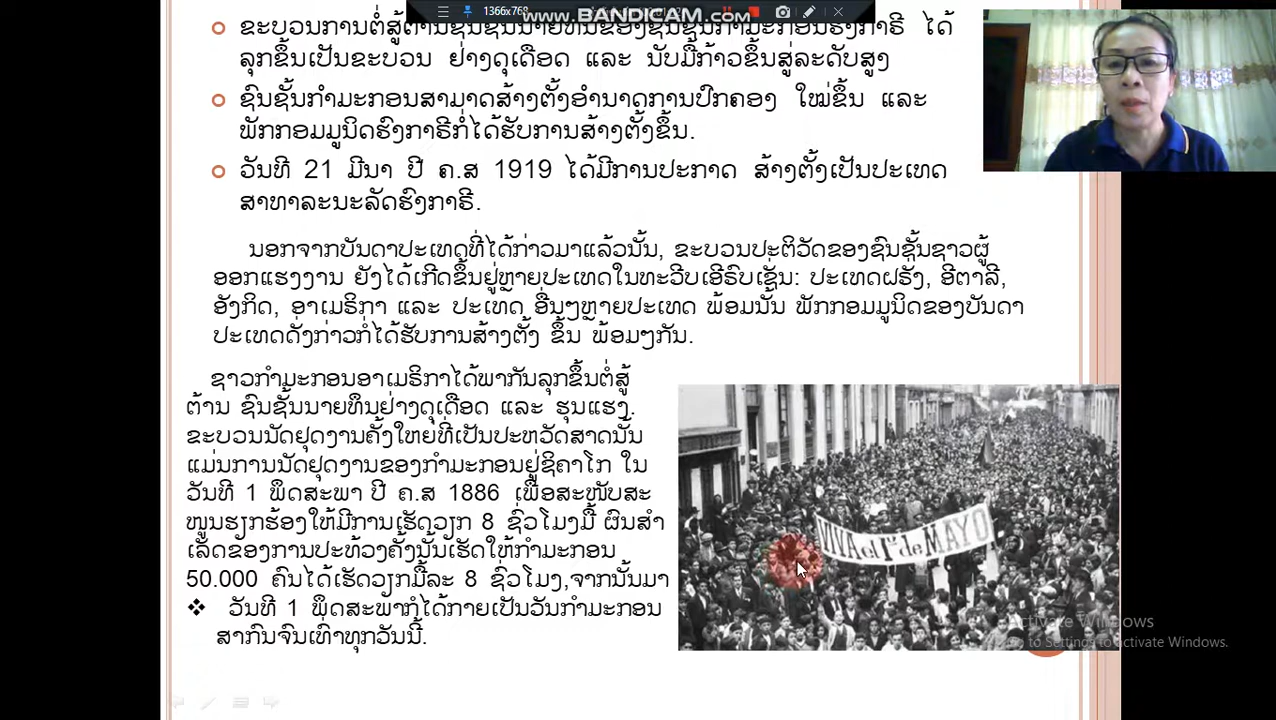 1366x768
www.BANDICAM.com
ຂະບວນການຕໍ່ສູ້ຕ້ານຊົນຊັ້ນນາຍທຶນຂອງຊົນຊັ້ນກຳມະກອນຮົງກາຣີ ໄດ້
ລຸກຂຶ້ນເປັນຂະບວນ ຢ່າງດຸເດືອດ ແລະ ນັບມື້ກ້າວຂຶ້ນສູ່ລະດັບສູງ
ຊົນຊັ້ນກຳມະກອນສາມາດສ້າງຕັ້ງອຳນາດການປົກຄອງ ໃໝ່ຂຶ້ນ ແລະ
ພັກກອມມູນິດຮົງກາຣີກໍ່ໄດ້ຮັບການສ້າງຕັ້ງຂຶ້ນ.
ວັນທີ 21 ມີນາ ປີ ຄ.ສ 1919 ໄດ້ມີການປະກາດ ສ້າງຕັ້ງເປັນປະເທດ
ສາທາລະນະລັດຮົງກາຣີ.
ນອກຈາກບັນດາປະເທດທີ່ໄດ້ກ່າວມາແລ້ວນັ້ນ, ຂະບວນປະຕິວັດຂອງຊົນຊັ້ນຊາວຜູ້
ອອກແຮງງານ ຍັງໄດ້ເກີດຂຶ້ນຢູ່ຫຼາຍປະເທດໃນທະວີບເອີຣົບເຊັ່ນ: ປະເທດຝຣັ່ງ, ອີຕາລີ,
ອັງກິດ, ອາເມຣິກາ ແລະ ປະເທດ ອື່ນໆຫຼາຍປະເທດ ພ້ອມນັ້ນ ພັກກອມມູນິດຂອງບັນດາ
ປະເທດດັ່ງກ່າວກໍ່ໄດ້ຮັບການສ້າງຕັ້ງ ຂຶ້ນ ພ້ອມໆກັນ.
ຊາວກຳມະກອນອາເມຣິກາໄດ້ພາກັນລຸກຂຶ້ນຕໍ່ສູ້
ຕ້ານ ຊົນຊັ້ນນາຍທຶນຢ່າງດຸເດືອດ ແລະ ຮຸນແຮງ.
ຂະບວນນັດຢຸດງານຄັ້ງໃຫຍ່ທີ່ເປັນປະຫວັດສາດນັ້ນ
ແມ່ນການນັດຢຸດງານຂອງກຳມະກອນຢູ່ຊິຄາໂກ ໃນ
ວັນທີ 1 ພຶດສະພາ ປີ ຄ.ສ 1886 ເພື່ອສະໜັບສະ
ໜູນຮຽກຮ້ອງໃຫ້ມີການເຮັດວຽກ 8 ຊົ່ວໂມງມື້ ຜົນສຳ
ເລັດຂອງການປະທ້ວງຄັ້ງນັ້ນເຮັດໃຫ້ກຳມະກອນ
50.000 ຄົນໄດ້ເຮັດວຽກມື້ລະ 8 ຊົ່ວໂມງ,ຈາກນັ້ນມາ
❖ ວັນທີ 1 ພຶດສະພາກໍ່ໄດ້ກາຍເປັນວັນກຳມະກອນ
ສາກົນຈົນເທົ່າທຸກວັນນີ້.
VIVA el 1º de MAYO
Activate Windows
Go to Settings to activate Windows.